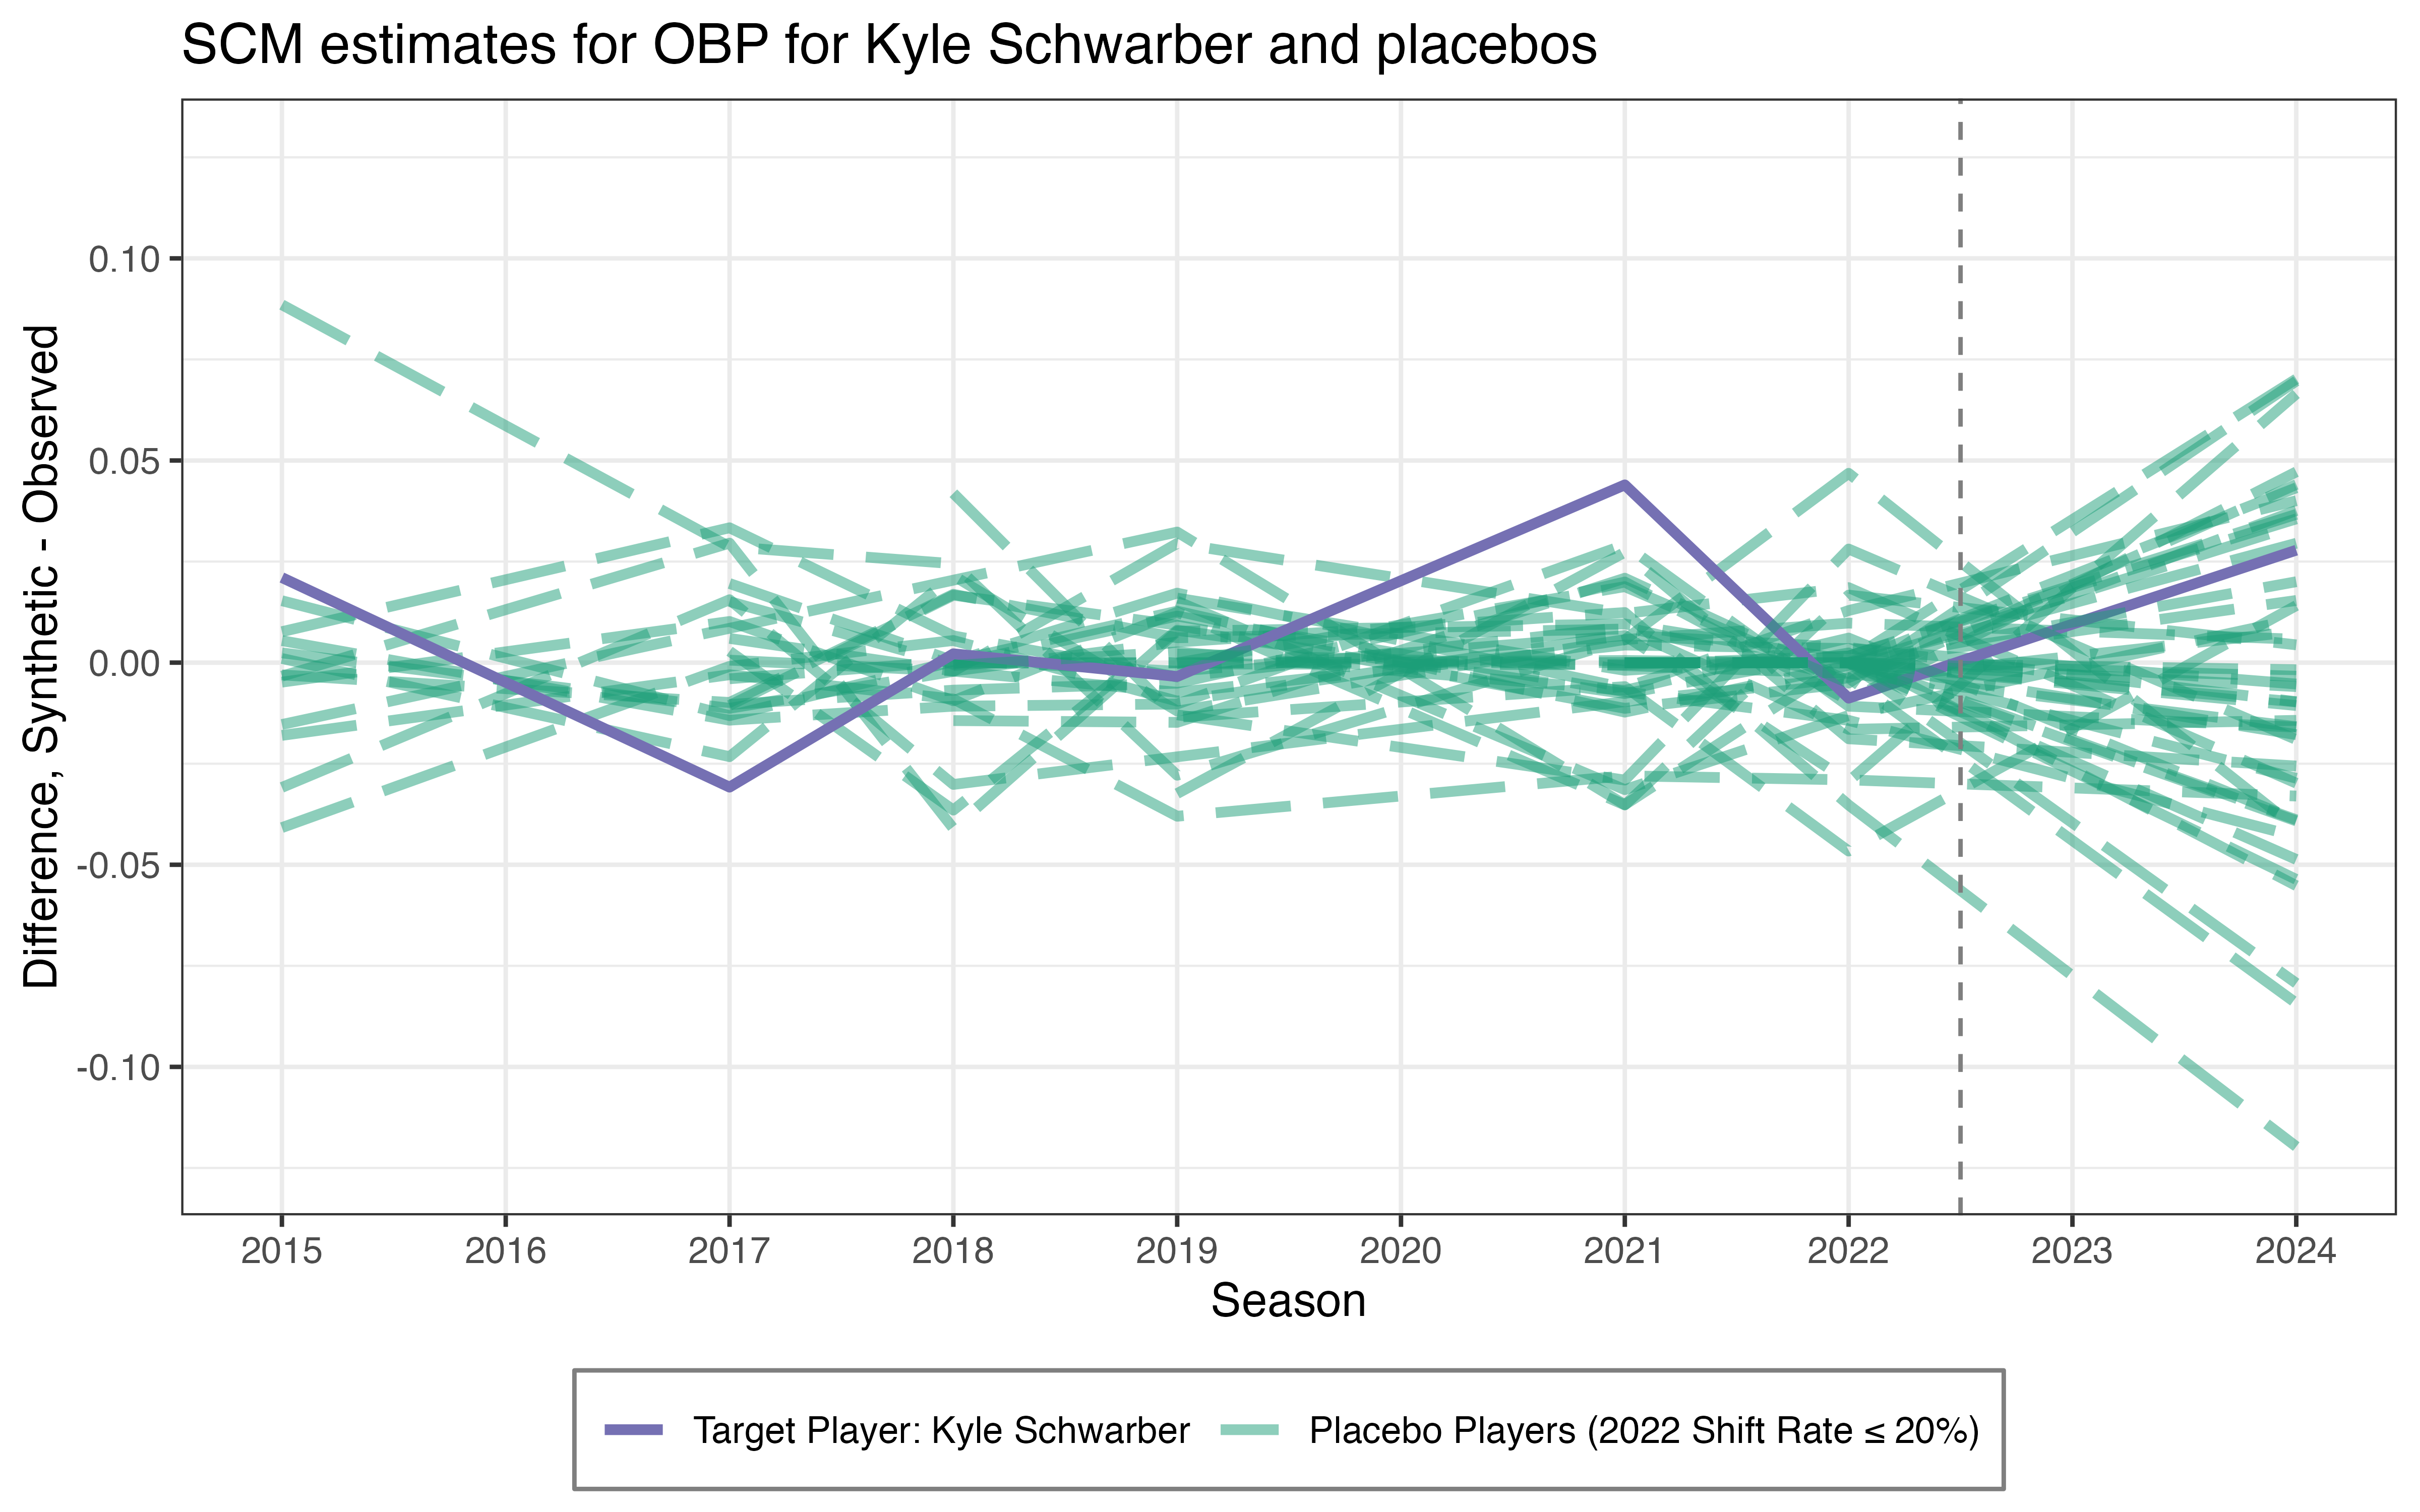 SCM estimates for OBP for Kyle Schwarber and placebos
Difference, Synthetic - Observed
0.10
0.05
0.00
-0.05
-0.10
2015 2016 2017 2018 2019 2020 2021 2022 2023 2024
Season
Target Player: Kyle Schwarber Placebo Players (2022 Shift Rate ≤ 20%)